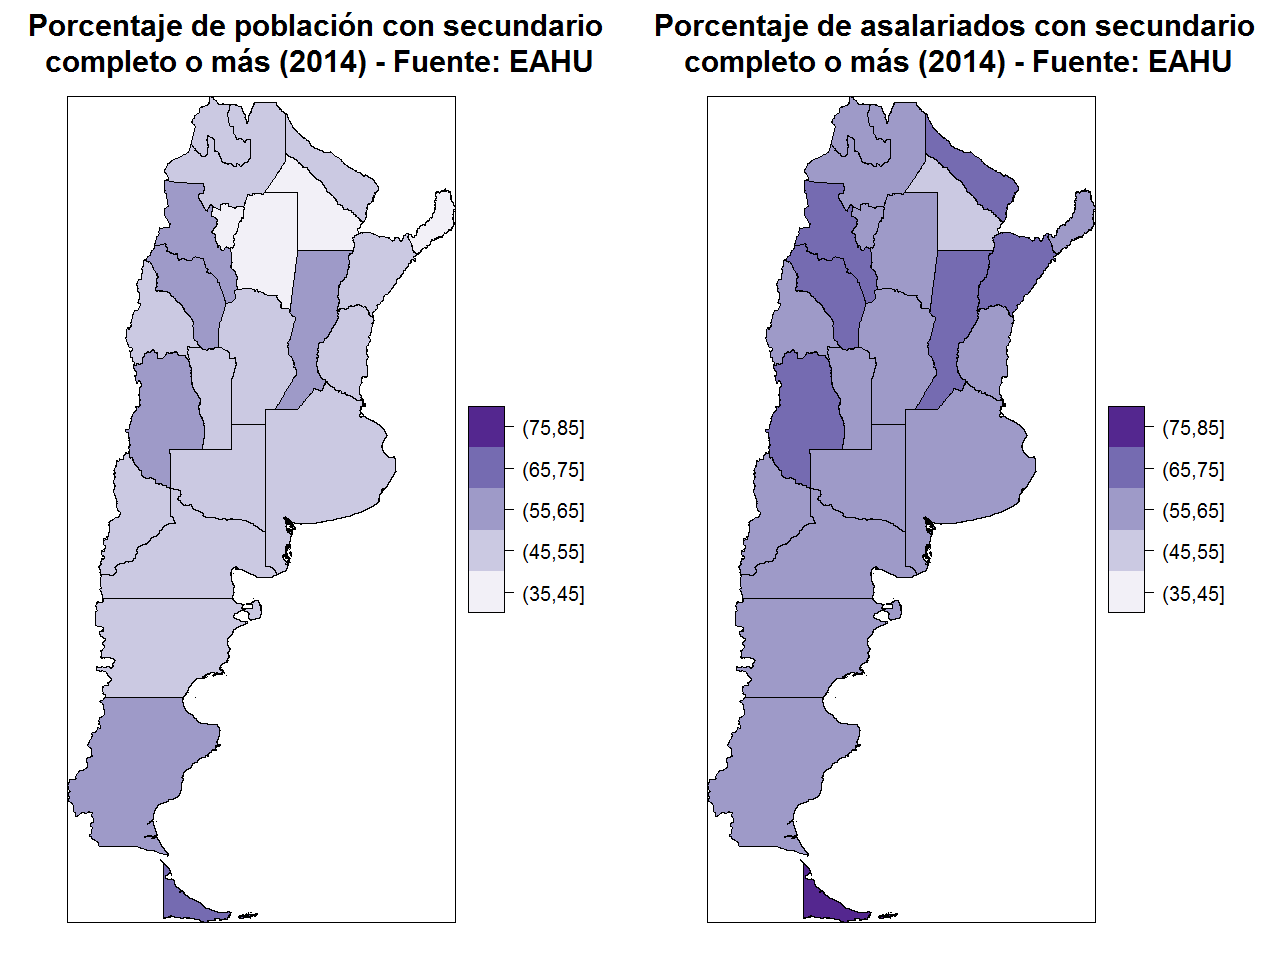 Porcentaje de población con secundario
completo o más (2014) - Fuente: EAHU
(75,85]
(65,75]
(55,65]
(45,55]
(35,45]
Porcentaje de asalariados con secundario
completo o más (2014) - Fuente: EAHU
(75,85]
(65,75]
(55,65]
(45,55]
(35,45]